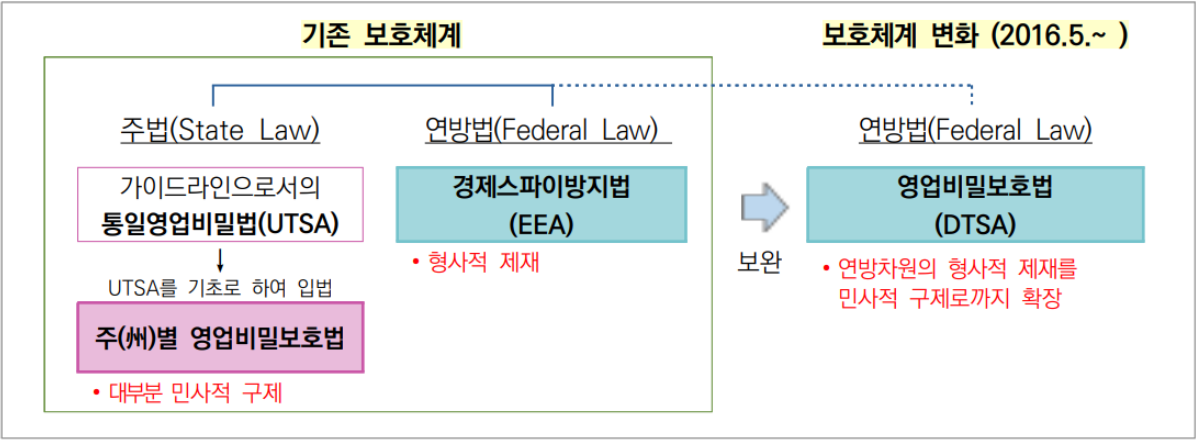 기존 보호체계
보호체계 변화 (2016.5.~ )
주법(State Law)
가이드라인으로서의
통일영업비밀법(UTSA)
UTSA를 기초로 하여 입법
주(州)별 영업비밀보호법
• 대부분 민사적 구제
연방법(Federal Law)
경제스파이방지법
(EEA)
• 형사적 제재
보완
연방법(Federal Law)
영업비밀보호법
(DTSA)
• 연방차원의 형사적 제재를
민사적 구제로까지 확장